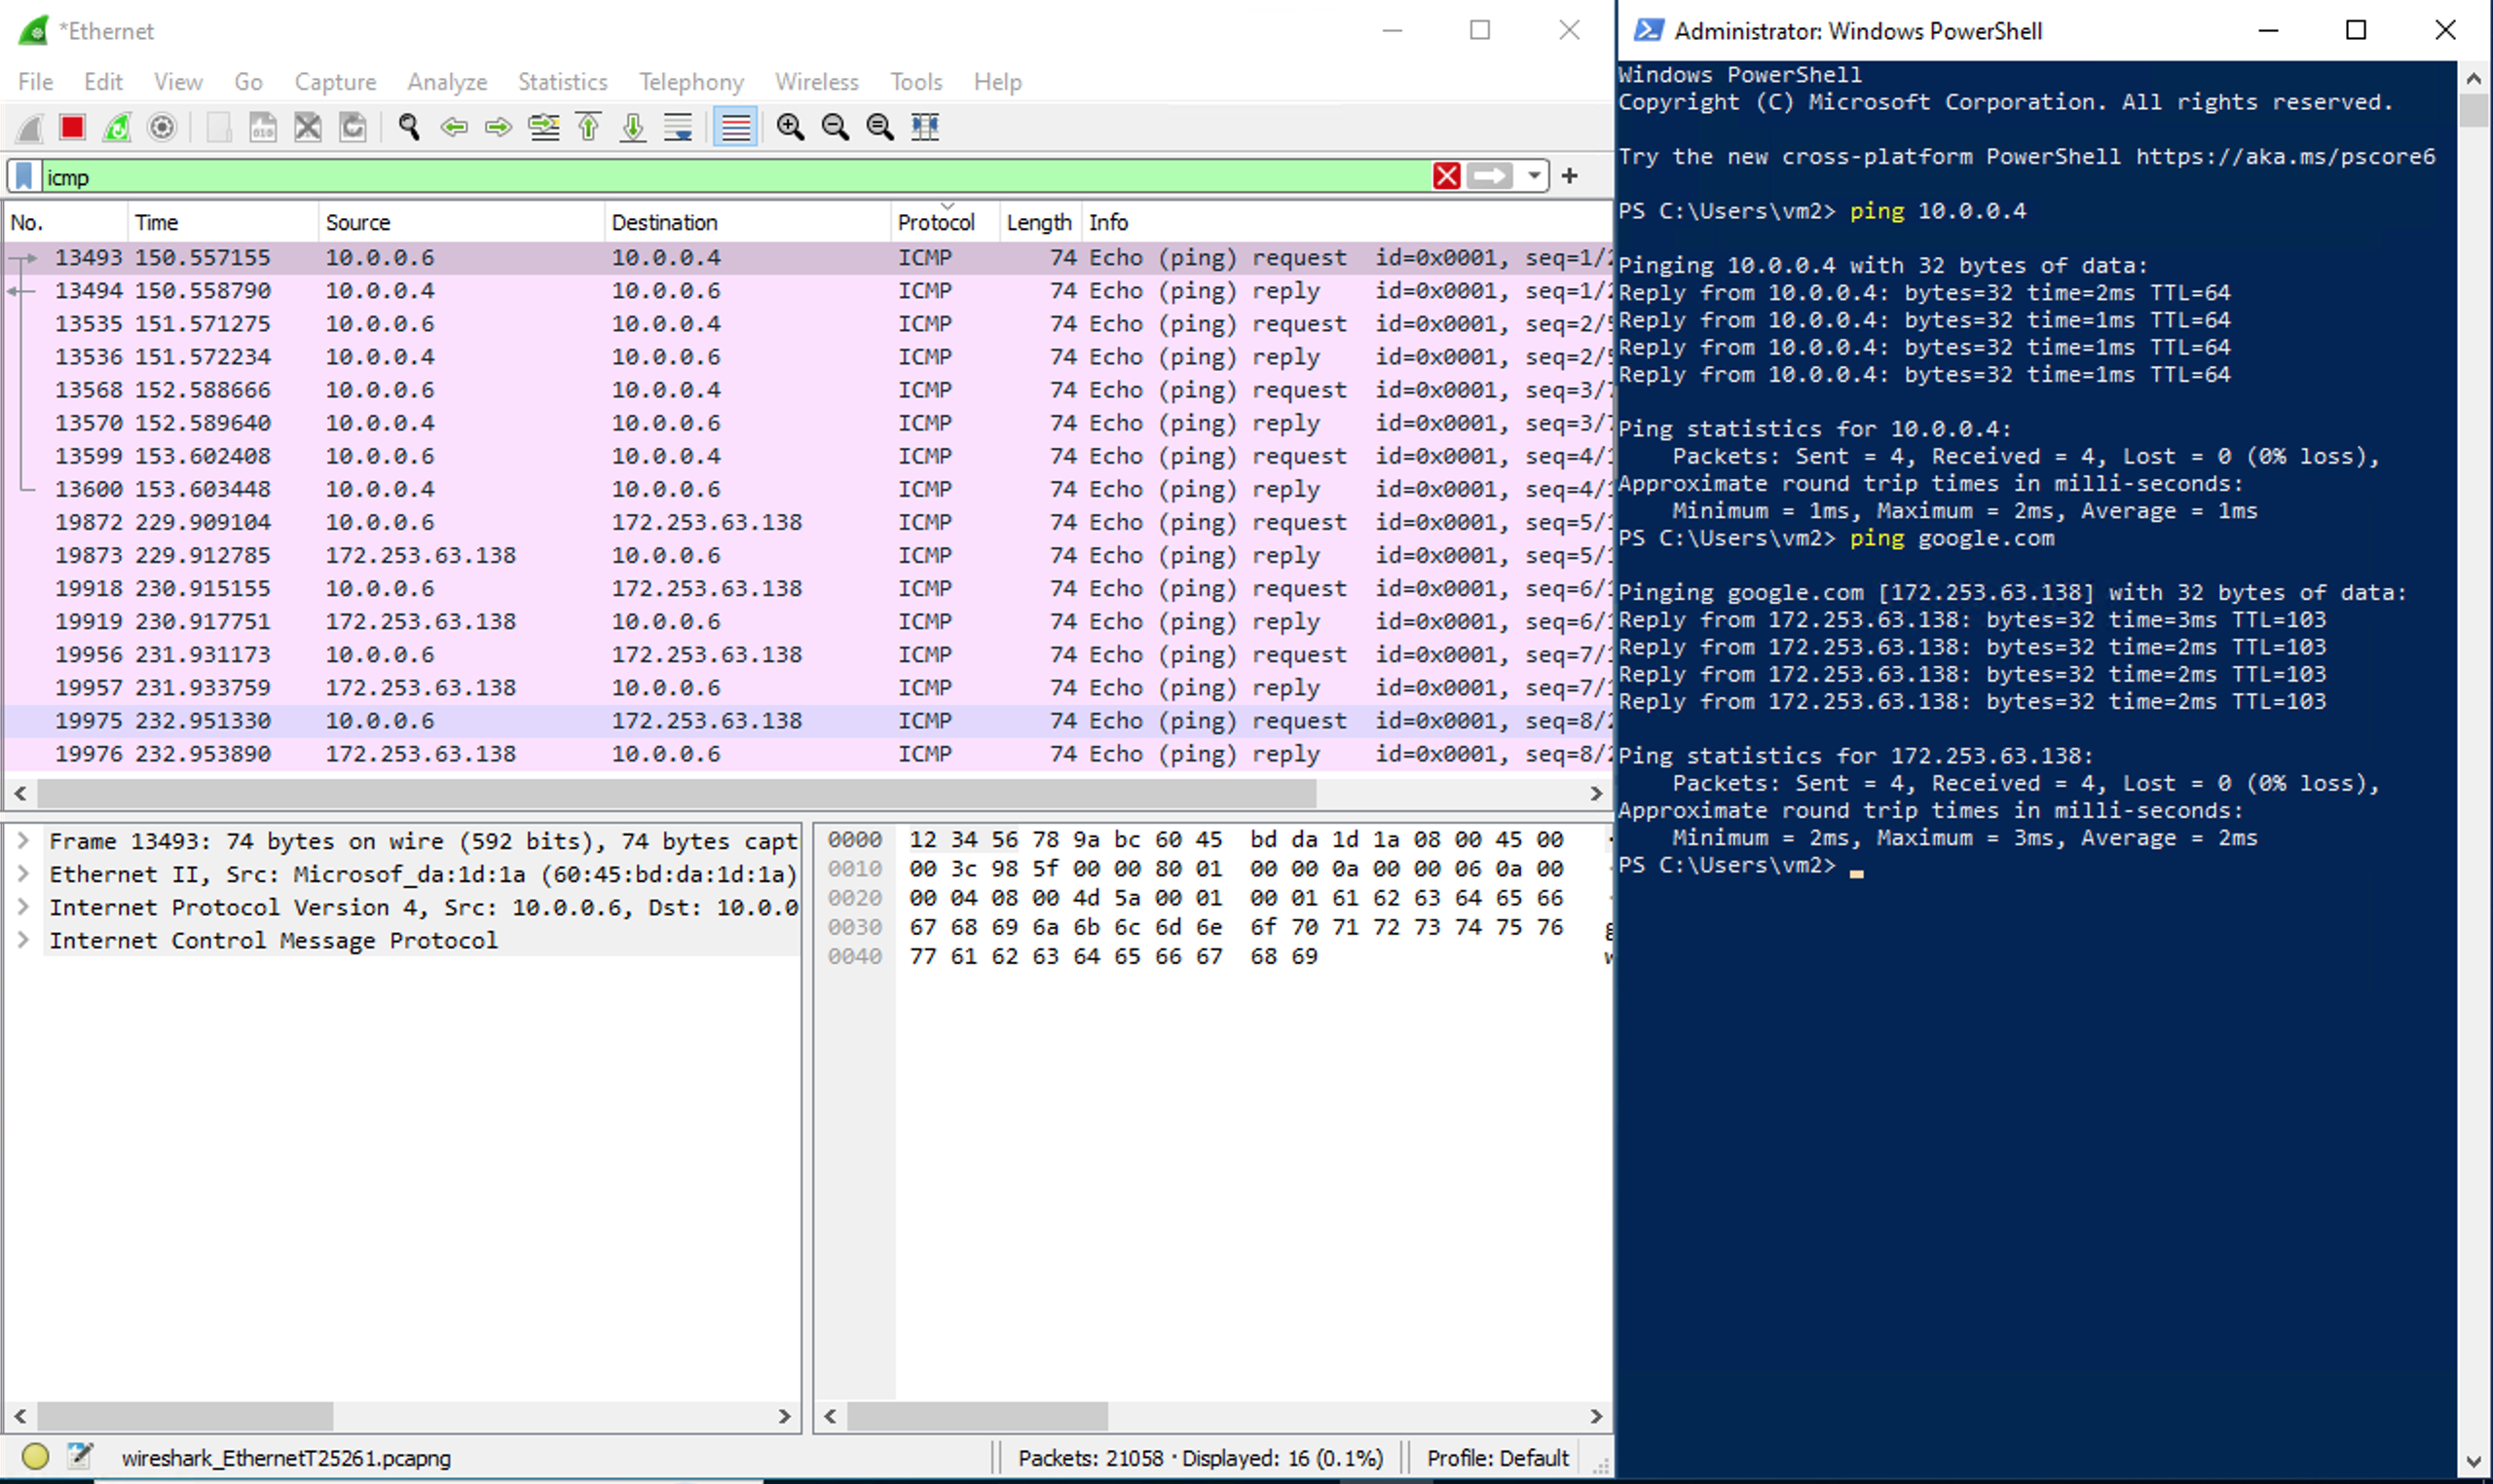 *Ethernet
File Edit View Go Capture Analyze Statistics Telephony Wireless Tools Help
icmp
No. Time Source Destination Protocol Length Info
13493 150.557155 10.0.0.6 10.0.0.4 ICMP 74 Echo (ping) request id=0x0001, seq=1/
13494 150.558790 10.0.0.4 10.0.0.6 ICMP 74 Echo (ping) reply id=0x0001, seq=1/
13535 151.571275 10.0.0.6 10.0.0.4 ICMP 74 Echo (ping) request id=0x0001, seq=2/
13536 151.572234 10.0.0.4 10.0.0.6 ICMP 74 Echo (ping) reply id=0x0001, seq=2/
13568 152.588666 10.0.0.6 10.0.0.4 ICMP 74 Echo (ping) request id=0x0001, seq=3/
13570 152.589640 10.0.0.4 10.0.0.6 ICMP 74 Echo (ping) reply id=0x0001, seq=3/
13599 153.602408 10.0.0.6 10.0.0.4 ICMP 74 Echo (ping) request id=0x0001, seq=4/
13600 153.603448 10.0.0.4 10.0.0.6 ICMP 74 Echo (ping) reply id=0x0001, seq=4/
19872 229.909104 10.0.0.6 172.253.63.138 ICMP 74 Echo (ping) request id=0x0001, seq=5/
19873 229.912785 172.253.63.138 10.0.0.6 ICMP 74 Echo (ping) reply id=0x0001, seq=5/
19918 230.915155 10.0.0.6 172.253.63.138 ICMP 74 Echo (ping) request id=0x0001, seq=6/
19919 230.917751 172.253.63.138 10.0.0.6 ICMP 74 Echo (ping) reply id=0x0001, seq=6/
19956 231.931173 10.0.0.6 172.253.63.138 ICMP 74 Echo (ping) request id=0x0001, seq=7/
19957 231.933759 172.253.63.138 10.0.0.6 ICMP 74 Echo (ping) reply id=0x0001, seq=7/
19975 232.951330 10.0.0.6 172.253.63.138 ICMP 74 Echo (ping) request id=0x0001, seq=8/
19976 232.953890 172.253.63.138 10.0.0.6 ICMP 74 Echo (ping) reply id=0x0001, seq=8/
Frame 13493: 74 bytes on wire (592 bits), 74 bytes capt
Ethernet II, Src: Microsof_da:1d:1a (60:45:bd:da:1d:1a)
Internet Protocol Version 4, Src: 10.0.0.6, Dst: 10.0.0
Internet Control Message Protocol
0000 12 34 56 78 9a bc 60 45 bd da 1d 1a 08 00 45 00
0010 00 3c 98 5f 00 00 80 01 00 00 0a 00 00 06 0a 00
0020 00 04 08 00 4d 5a 00 01 00 01 61 62 63 64 65 66
0030 67 68 69 6a 6b 6c 6d 6e 6f 70 71 72 73 74 75 76
0040 77 61 62 63 64 65 66 67 68 69
wireshark_EthernetT25261.pcapng
Packets: 21058 · Displayed: 16 (0.1%)
Profile: Default
Administrator: Windows PowerShell
Windows PowerShell
Copyright (C) Microsoft Corporation. All rights reserved.
Try the new cross-platform PowerShell https://aka.ms/pscore6
PS C:\Users\vm2> ping 10.0.0.4
Pinging 10.0.0.4 with 32 bytes of data:
Reply from 10.0.0.4: bytes=32 time=2ms TTL=64
Reply from 10.0.0.4: bytes=32 time=1ms TTL=64
Reply from 10.0.0.4: bytes=32 time=1ms TTL=64
Reply from 10.0.0.4: bytes=32 time=1ms TTL=64
Ping statistics for 10.0.0.4:
Packets: Sent = 4, Received = 4, Lost = 0 (0% loss),
Approximate round trip times in milli-seconds:
Minimum = 1ms, Maximum = 2ms, Average = 1ms
PS C:\Users\vm2> ping google.com
Pinging google.com [172.253.63.138] with 32 bytes of data:
Reply from 172.253.63.138: bytes=32 time=3ms TTL=103
Reply from 172.253.63.138: bytes=32 time=2ms TTL=103
Reply from 172.253.63.138: bytes=32 time=2ms TTL=103
Reply from 172.253.63.138: bytes=32 time=2ms TTL=103
Ping statistics for 172.253.63.138:
Packets: Sent = 4, Received = 4, Lost = 0 (0% loss),
Approximate round trip times in milli-seconds:
Minimum = 2ms, Maximum = 3ms, Average = 2ms
PS C:\Users\vm2>